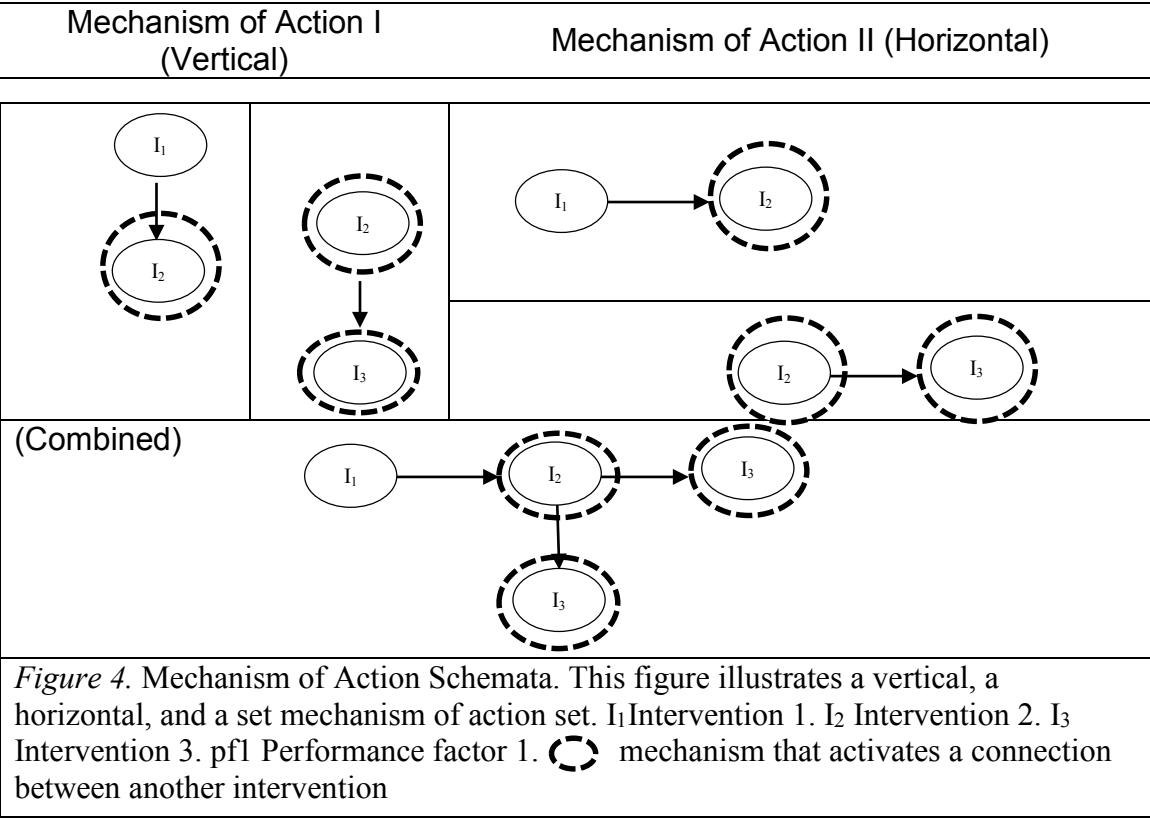 Mechanism of Action I
(Vertical)
Mechanism of Action II (Horizontal)
I₁
I₂
I₂
I₃
I₁
I₂
I₂
I₃
(Combined)
I₁
I₂
I₃
I₃
Figure 4. Mechanism of Action Schemata. This figure illustrates a vertical, a
horizontal, and a set mechanism of action set. I₁Intervention 1. I₂ Intervention 2. I₃
Intervention 3. pf1 Performance factor 1. mechanism that activates a connection
between another intervention